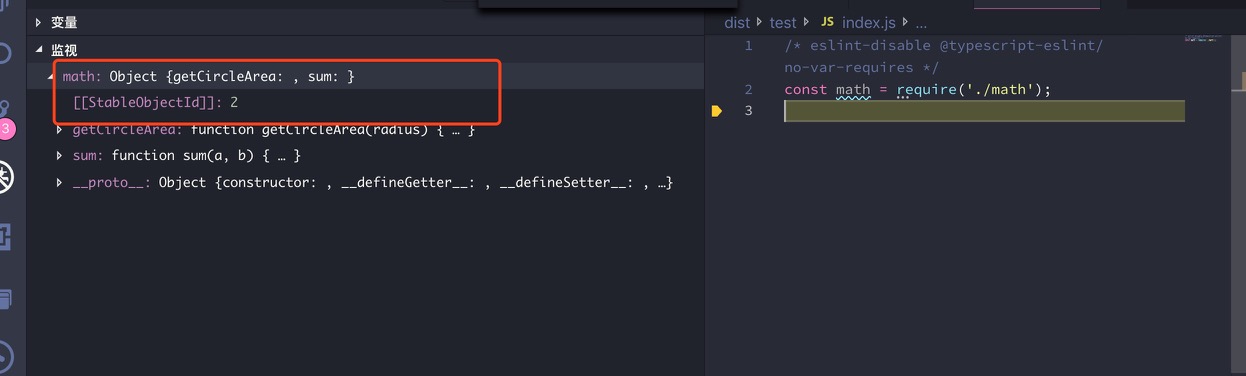 变量
监视
math: Object {getCircleArea: , sum: }
[[StableObjectId]]: 2
getCircleArea: function getCircleArea(radius) { … }
sum: function sum(a, b) { … }
__proto__: Object {constructor: , __defineGetter__: , __defineSetter__: , …}
3
dist test JS index.js ...
1 /* eslint-disable @typescript-eslint/
no-var-requires */
2 const math = require('./math');
3